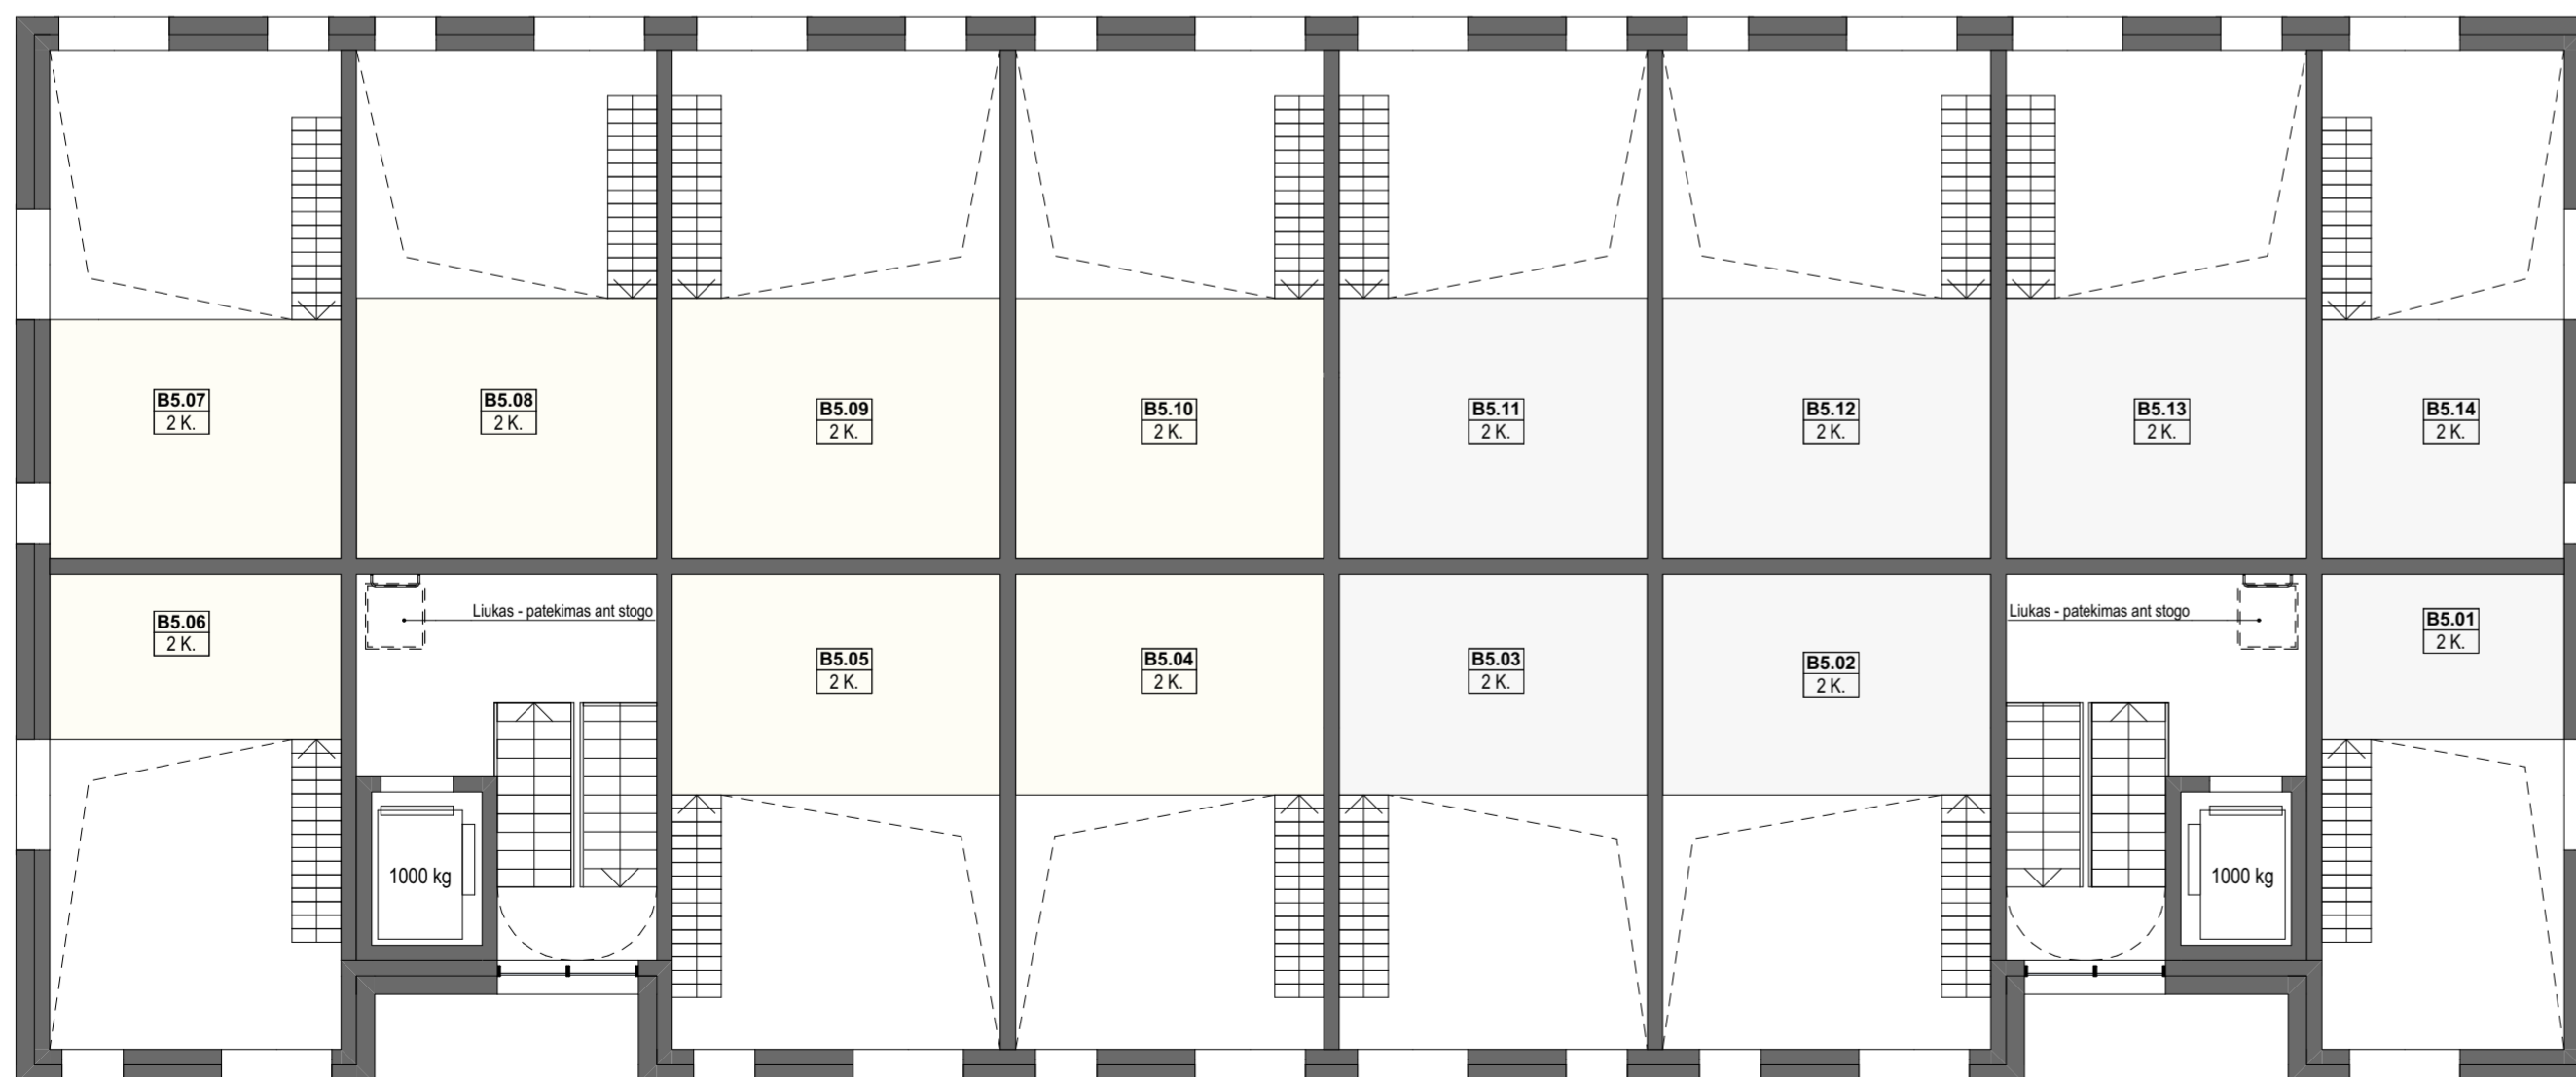 B5.07
2 K.
B5.08
2 K.
B5.09
2 K.
B5.10
2 K.
B5.11
2 K.
B5.12
2 K.
B5.13
2 K.
B5.14
2 K.
B5.06
2 K.
Liukas - patekimas ant stogo
B5.05
2 K.
B5.04
2 K.
B5.03
2 K.
B5.02
2 K.
Liukas - patekimas ant stogo
B5.01
2 K.
1000 kg
1000 kg